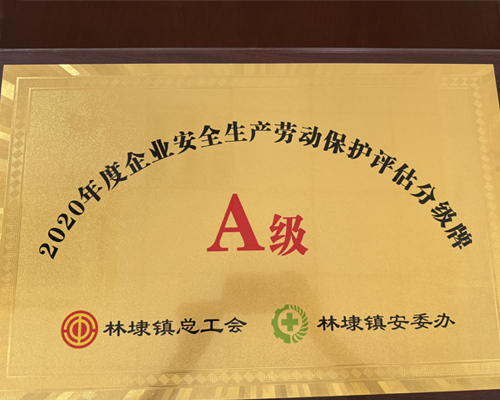 2020年度企业安全生产劳动保护评估分级牌
A级
林埭镇总工会 林埭镇安委办